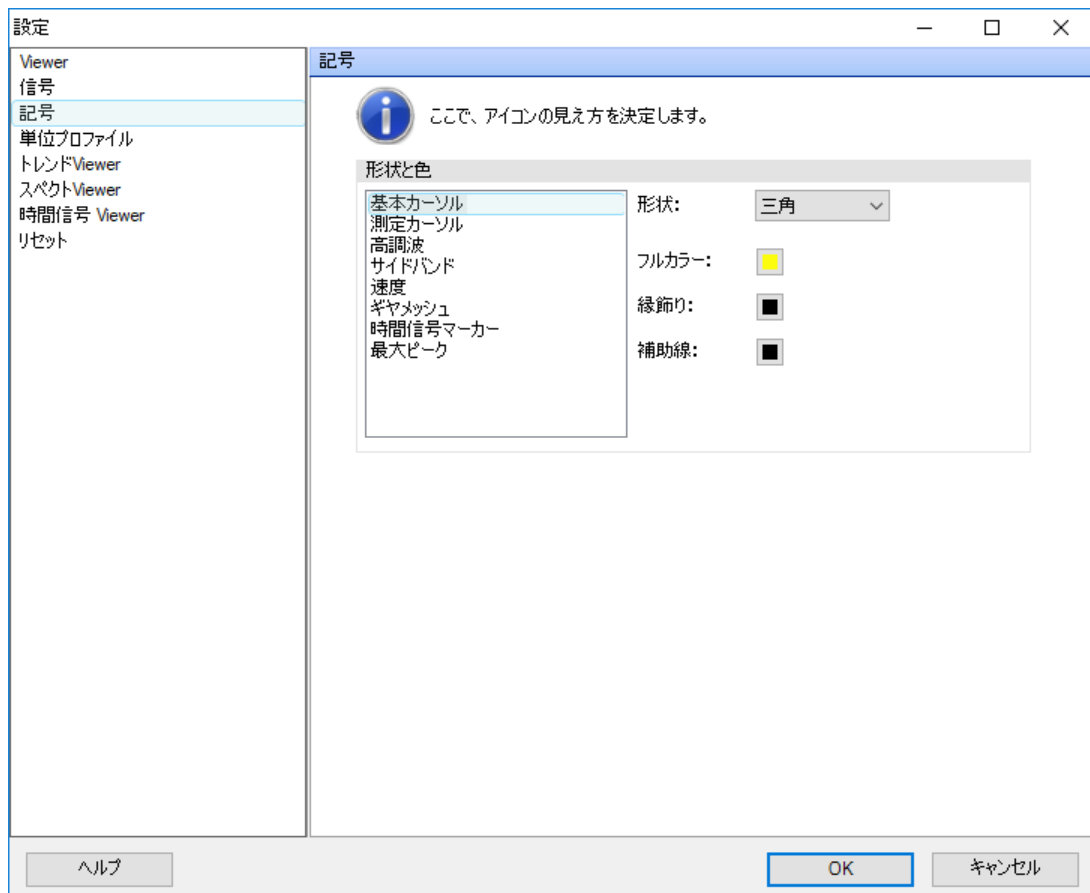 設定
Viewer
信号
記号
単位プロファイル
トレンドViewer
スペクトViewer
時間信号 Viewer
リセット
記号
ここで、アイコンの見え方を決定します。
形状と色
基本カーソル
測定カーソル
高調波
サイドバンド
速度
ギヤメッシュ
時間信号マーカー
最大ピーク
形状:
三角
フルカラー:
縁飾り:
補助線:
ヘルプ
OK
キャンセル